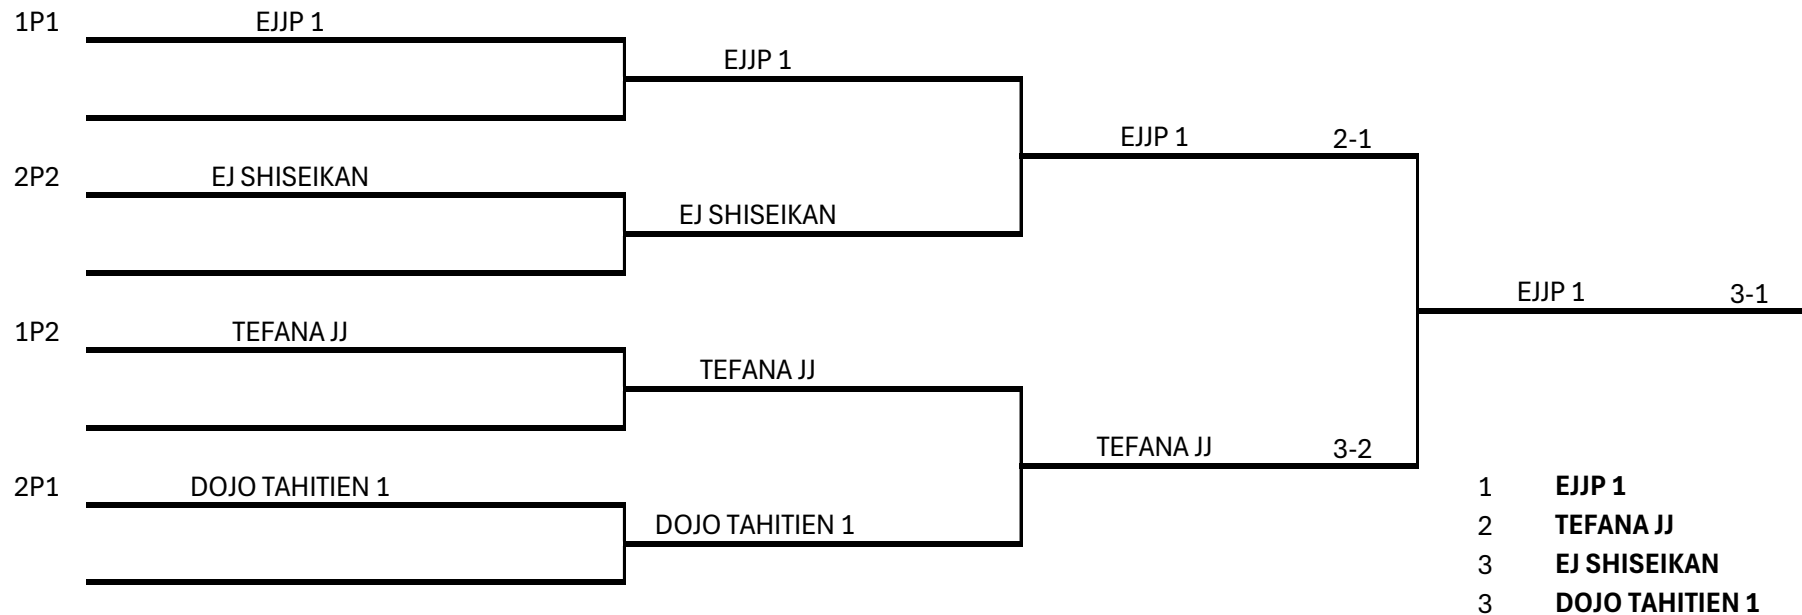 1P1 EJJP 1
EJJP 1
EJJP 1 2-1
2P2 EJ SHISEIKAN
EJ SHISEIKAN
EJJP 1 3-1
1P2 TEFANA JJ
TEFANA JJ
TEFANA JJ 3-2
2P1 DOJO TAHITIEN 1
DOJO TAHITIEN 1
1 EJJP 1
2 TEFANA JJ
3 EJ SHISEIKAN
3 DOJO TAHITIEN 1